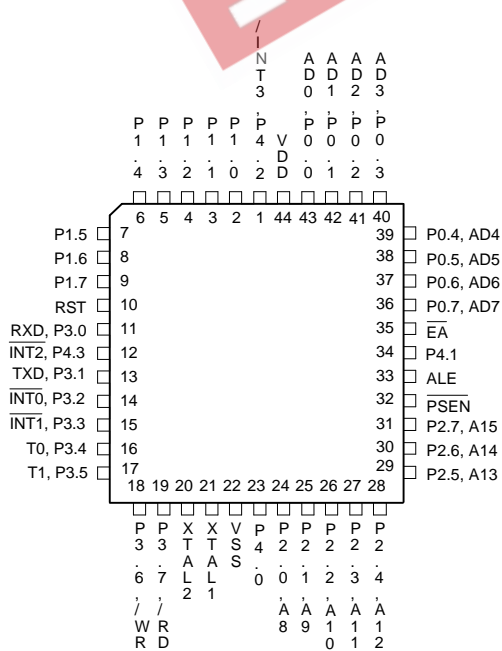 /INT3, P4.2
AD0, P0.0
AD1, P0.1
AD2, P0.2
AD3, P0.3
P1.4
P1.3
P1.2
P1.1
P1.0
VDD
6 5 4 3 2 1 44 43 42 41 40
P1.5 7
P1.6 8
P1.7 9
RST 10
RXD, P3.0 11
INT2, P4.3 12
TXD, P3.1 13
INT0, P3.2 14
INT1, P3.3 15
T0, P3.4 16
T1, P3.5 17
39 P0.4, AD4
38 P0.5, AD5
37 P0.6, AD6
36 P0.7, AD7
35 EA
34 P4.1
33 ALE
32 PSEN
31 P2.7, A15
30 P2.6, A14
29 P2.5, A13
18 19 20 21 22 23 24 25 26 27 28
P3.6, /WR
P3.7, /RD
XTAL2
XTAL1
VSS
P4.0
P2.0, A8
P2.1, A9
P2.2, A10
P2.3, A11
P2.4, A12